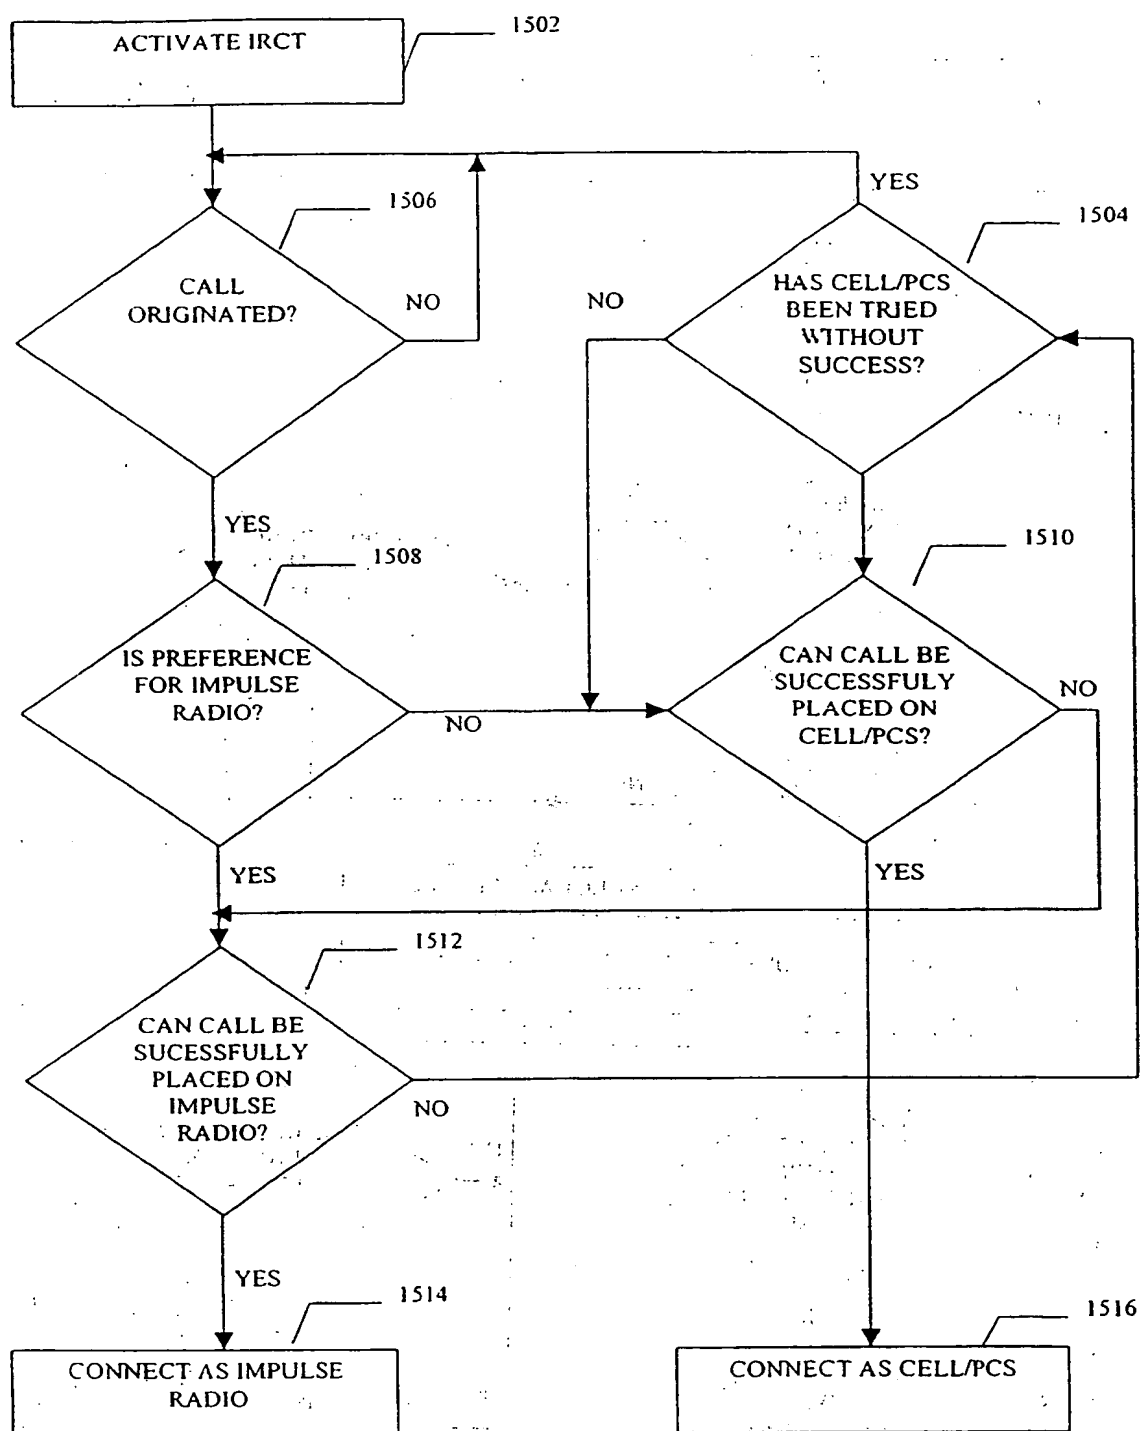 ACTIVATE IRCT
1502
YES
1506
1504
CALL
ORIGINATED?
NO
NO
HAS CELL/PCS
BEEN TRIED
WITHOUT
SUCCESS?
YES
1508
1510
IS PREFERENCE
FOR IMPULSE
RADIO?
NO
CAN CALL BE
SUCCESSFULY
PLACED ON
CELL/PCS?
NO
YES
YES
1512
CAN CALL BE
SUCESSFULLY
PLACED ON
IMPULSE
RADIO?
NO
YES
1514
1516
CONNECT AS IMPULSE
RADIO
CONNECT AS CELL/PCS